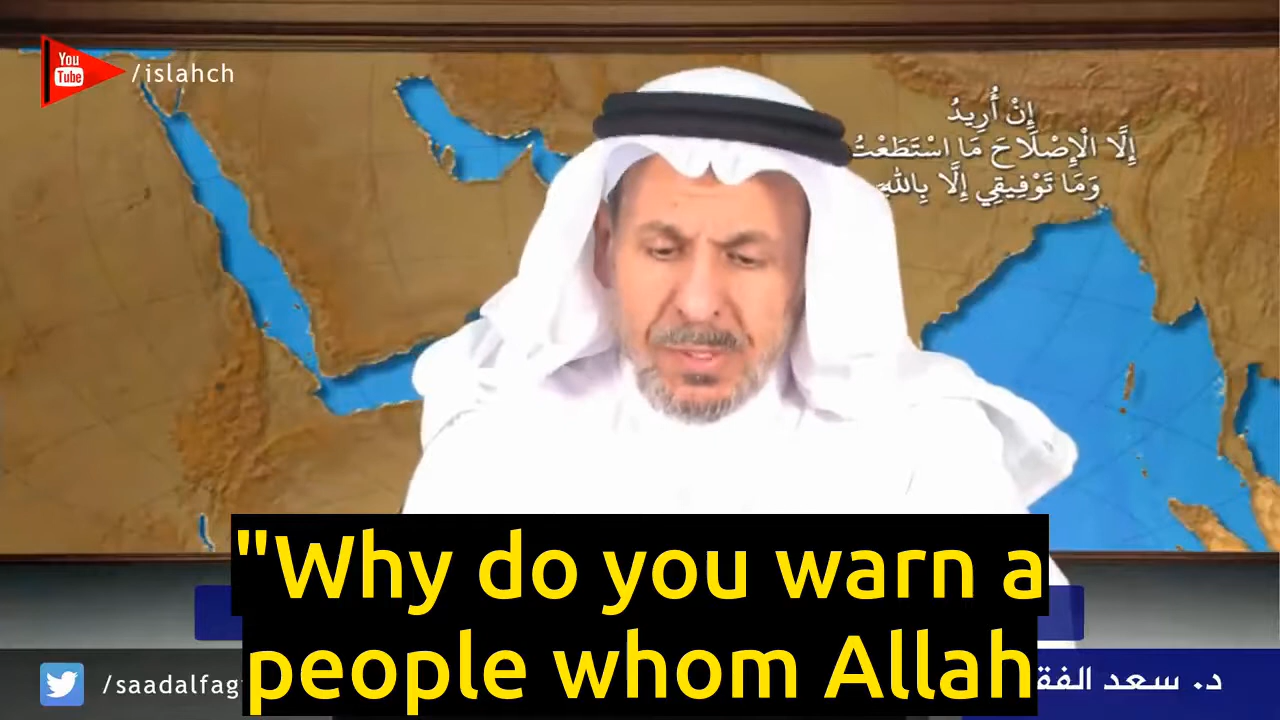 You
Tube
/islahch
إِنْ أُرِيدُ
إِلَّا الْإِصْلَاحَ مَا اسْتَطَعْتُ
وَمَا تَوْفِيقِي إِلَّا بِاللَّهِ
"Why do you warn a
people whom Allah
/saadalfag
د. سعد الفق